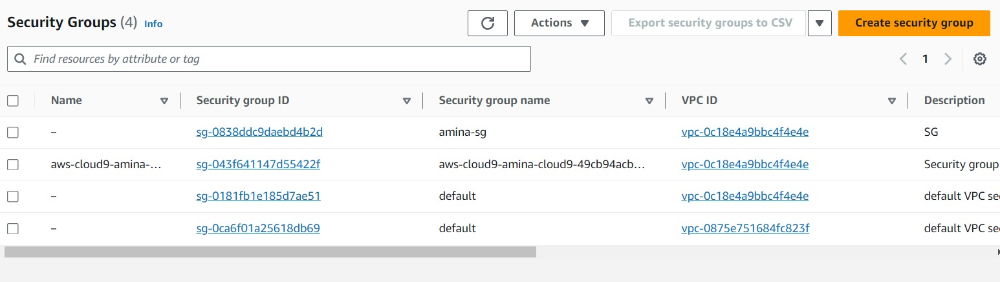 Security Groups (4) Info Actions Export security groups to CSV Create security group
Find resources by attribute or tag 1
Name Security group ID Security group name VPC ID Description
– sg-0838ddc9daebd4b2d amina-sg vpc-0c18e4a9bbc4f4e4e SG
aws-cloud9-amina-… sg-043f641147d55422f aws-cloud9-amina-cloud9-49cb94acb… vpc-0c18e4a9bbc4f4e4e Security group
– sg-0181fb1e185d7ae51 default vpc-0c18e4a9bbc4f4e4e default VPC sec
– sg-0ca6f01a25618db69 default vpc-0875e751684fc823f default VPC sec